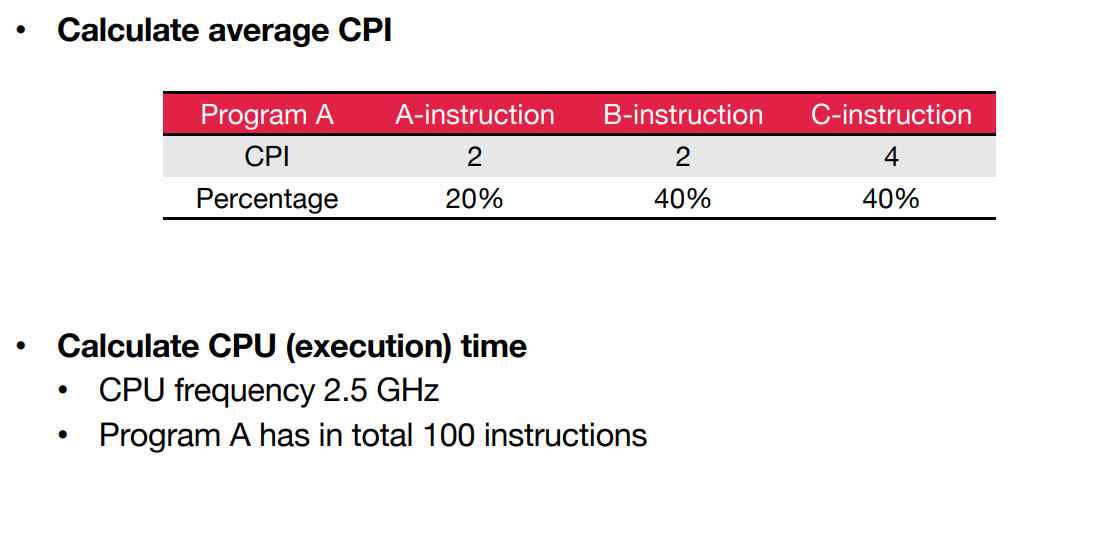 • Calculate average CPI
Program A A-instruction B-instruction C-instruction
CPI 2 2 4
Percentage 20% 40% 40%
• Calculate CPU (execution) time
• CPU frequency 2.5 GHz
• Program A has in total 100 instructions